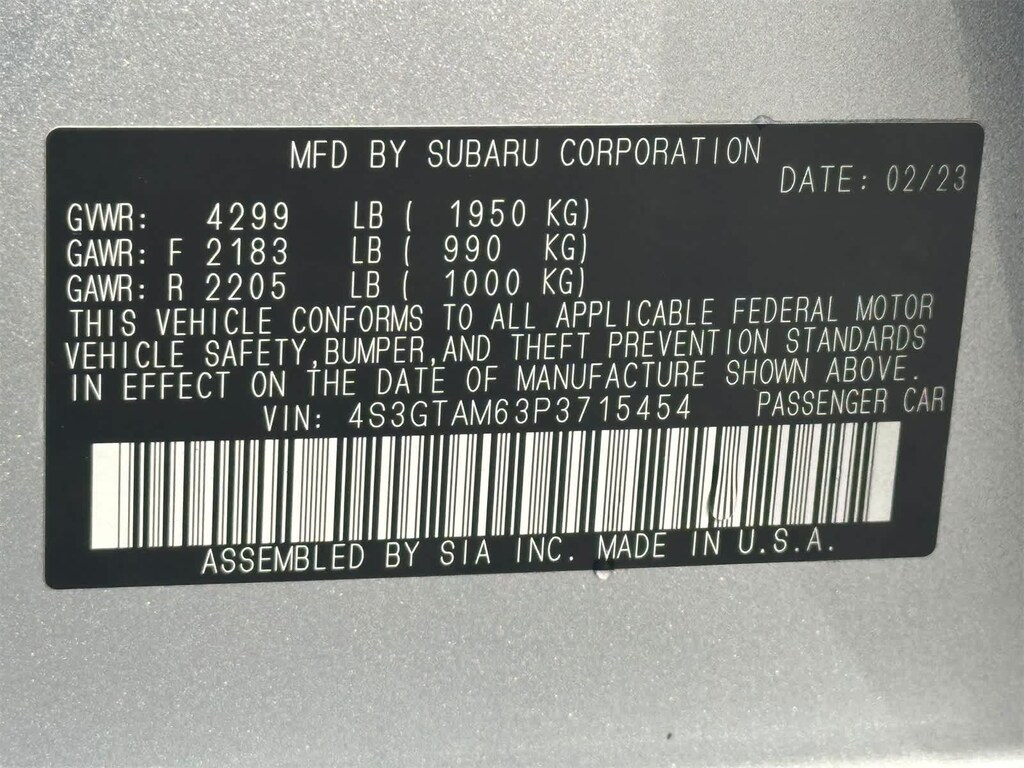 MFD BY SUBARU CORPORATION
DATE: 02/23
GVWR: 4299 LB ( 1950 KG)
GAWR: F 2183 LB ( 990 KG)
GAWR: R 2205 LB ( 1000 KG)
THIS VEHICLE CONFORMS TO ALL APPLICABLE FEDERAL MOTOR
VEHICLE SAFETY,BUMPER,AND THEFT PREVENTION STANDARDS
IN EFFECT ON THE DATE OF MANUFACTURE SHOWN ABOVE.
VIN: 4S3GTAM63P3715454 PASSENGER CAR
ASSEMBLED BY SIA INC. MADE IN U.S.A.